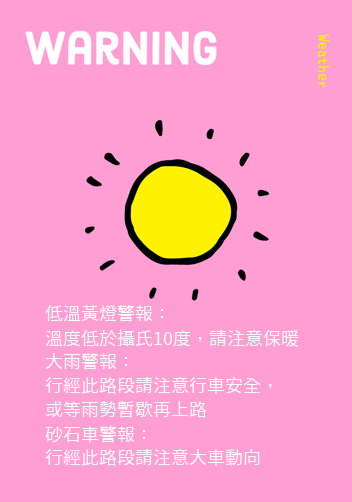 WARNING
Weather
低溫黃燈警報：
溫度低於攝氏10度，請注意保暖
大雨警報：
行經此路段請注意行車安全，
或等雨勢暫歇再上路
砂石車警報：
行經此路段請注意大車動向